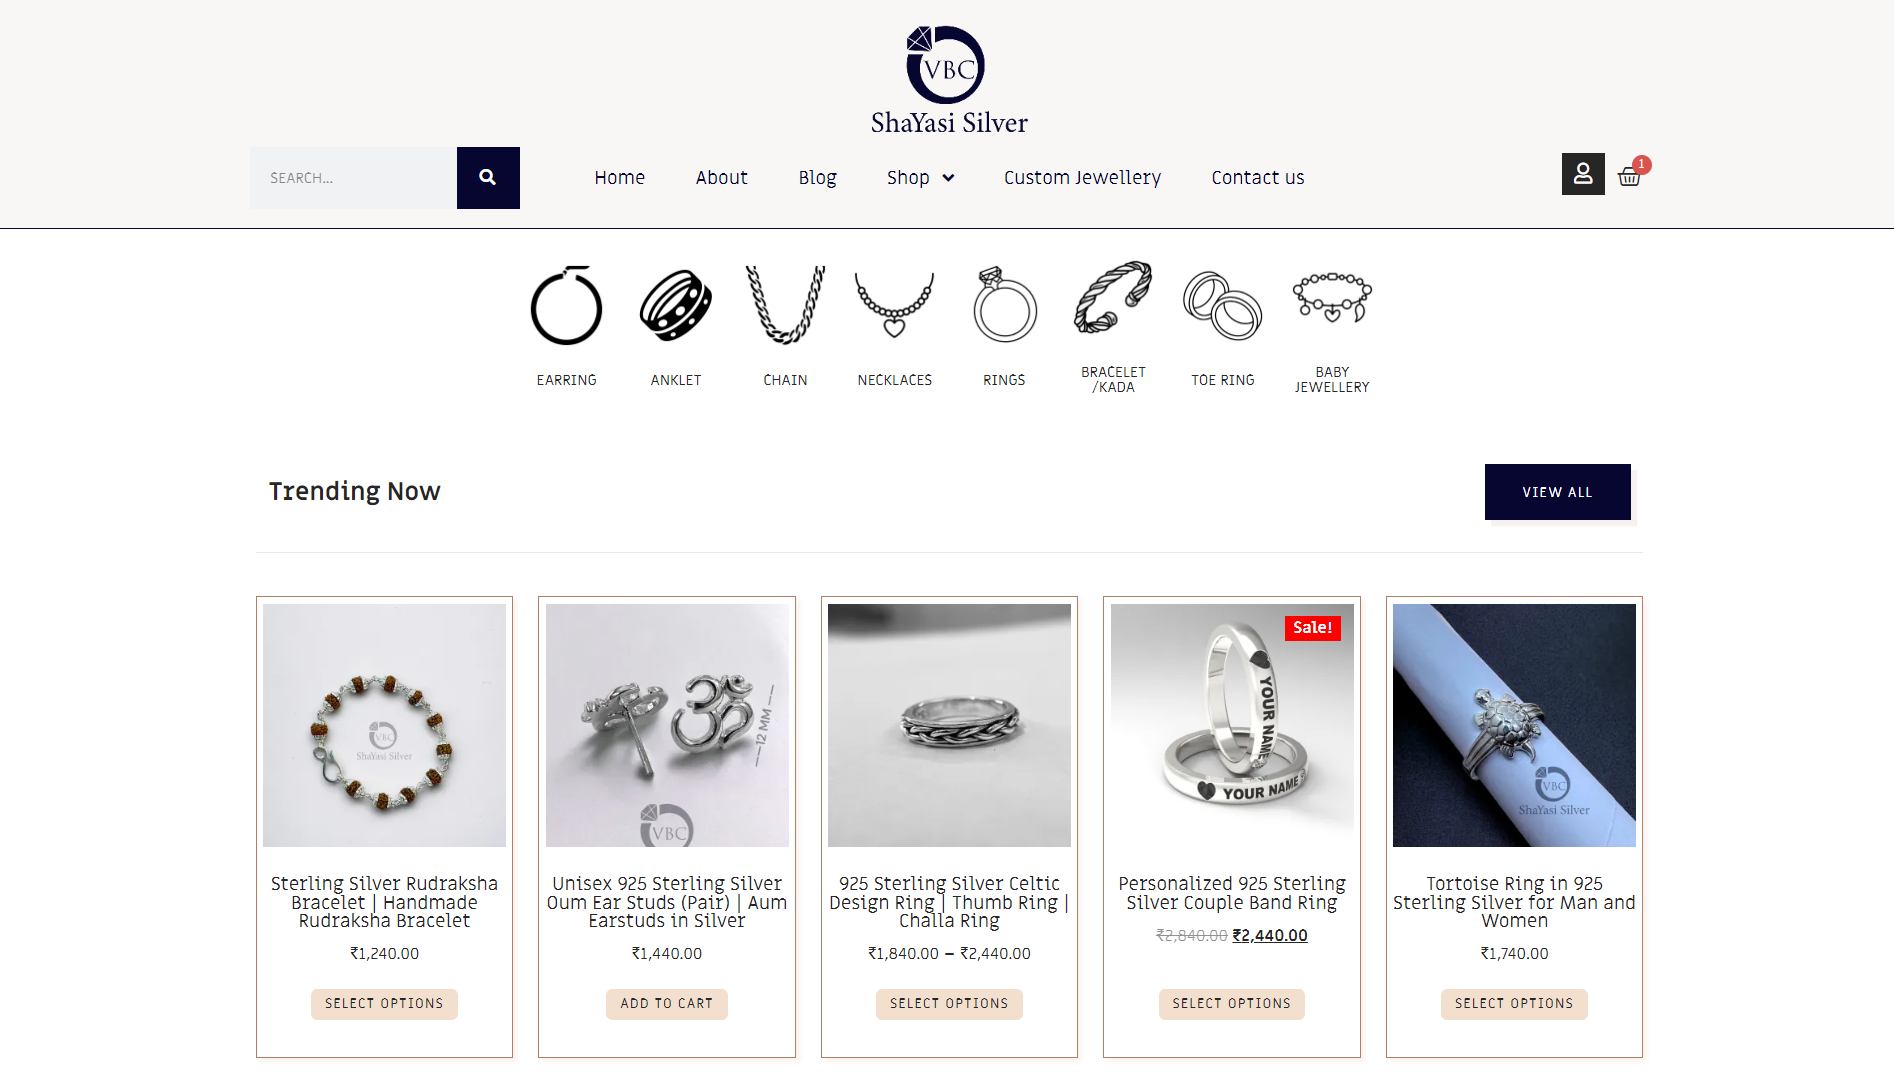 VBC
ShaYasi Silver
SEARCH...
Home
About
Blog
Shop
Custom Jewellery
Contact us
1
EARRING
ANKLET
CHAIN
NECKLACES
RINGS
BRACELET
/KADA
TOE RING
BABY
JEWELLERY
Trending Now
VIEW ALL
VBC
ShaYasi Silver
Sterling Silver Rudraksha
Bracelet | Handmade
Rudraksha Bracelet
₹1,240.00
SELECT OPTIONS
12 MM
VBC
Unisex 925 Sterling Silver
Oum Ear Studs (Pair) | Aum
Earstuds in Silver
₹1,440.00
ADD TO CART
925 Sterling Silver Celtic
Design Ring | Thumb Ring |
Challa Ring
₹1,840.00 – ₹2,440.00
SELECT OPTIONS
Sale!
YOUR NAME
YOUR NAME
Personalized 925 Sterling
Silver Couple Band Ring
₹2,840.00 ₹2,440.00
SELECT OPTIONS
VBC
ShaYasi Silver
Tortoise Ring in 925
Sterling Silver for Man and
Women
₹1,740.00
SELECT OPTIONS